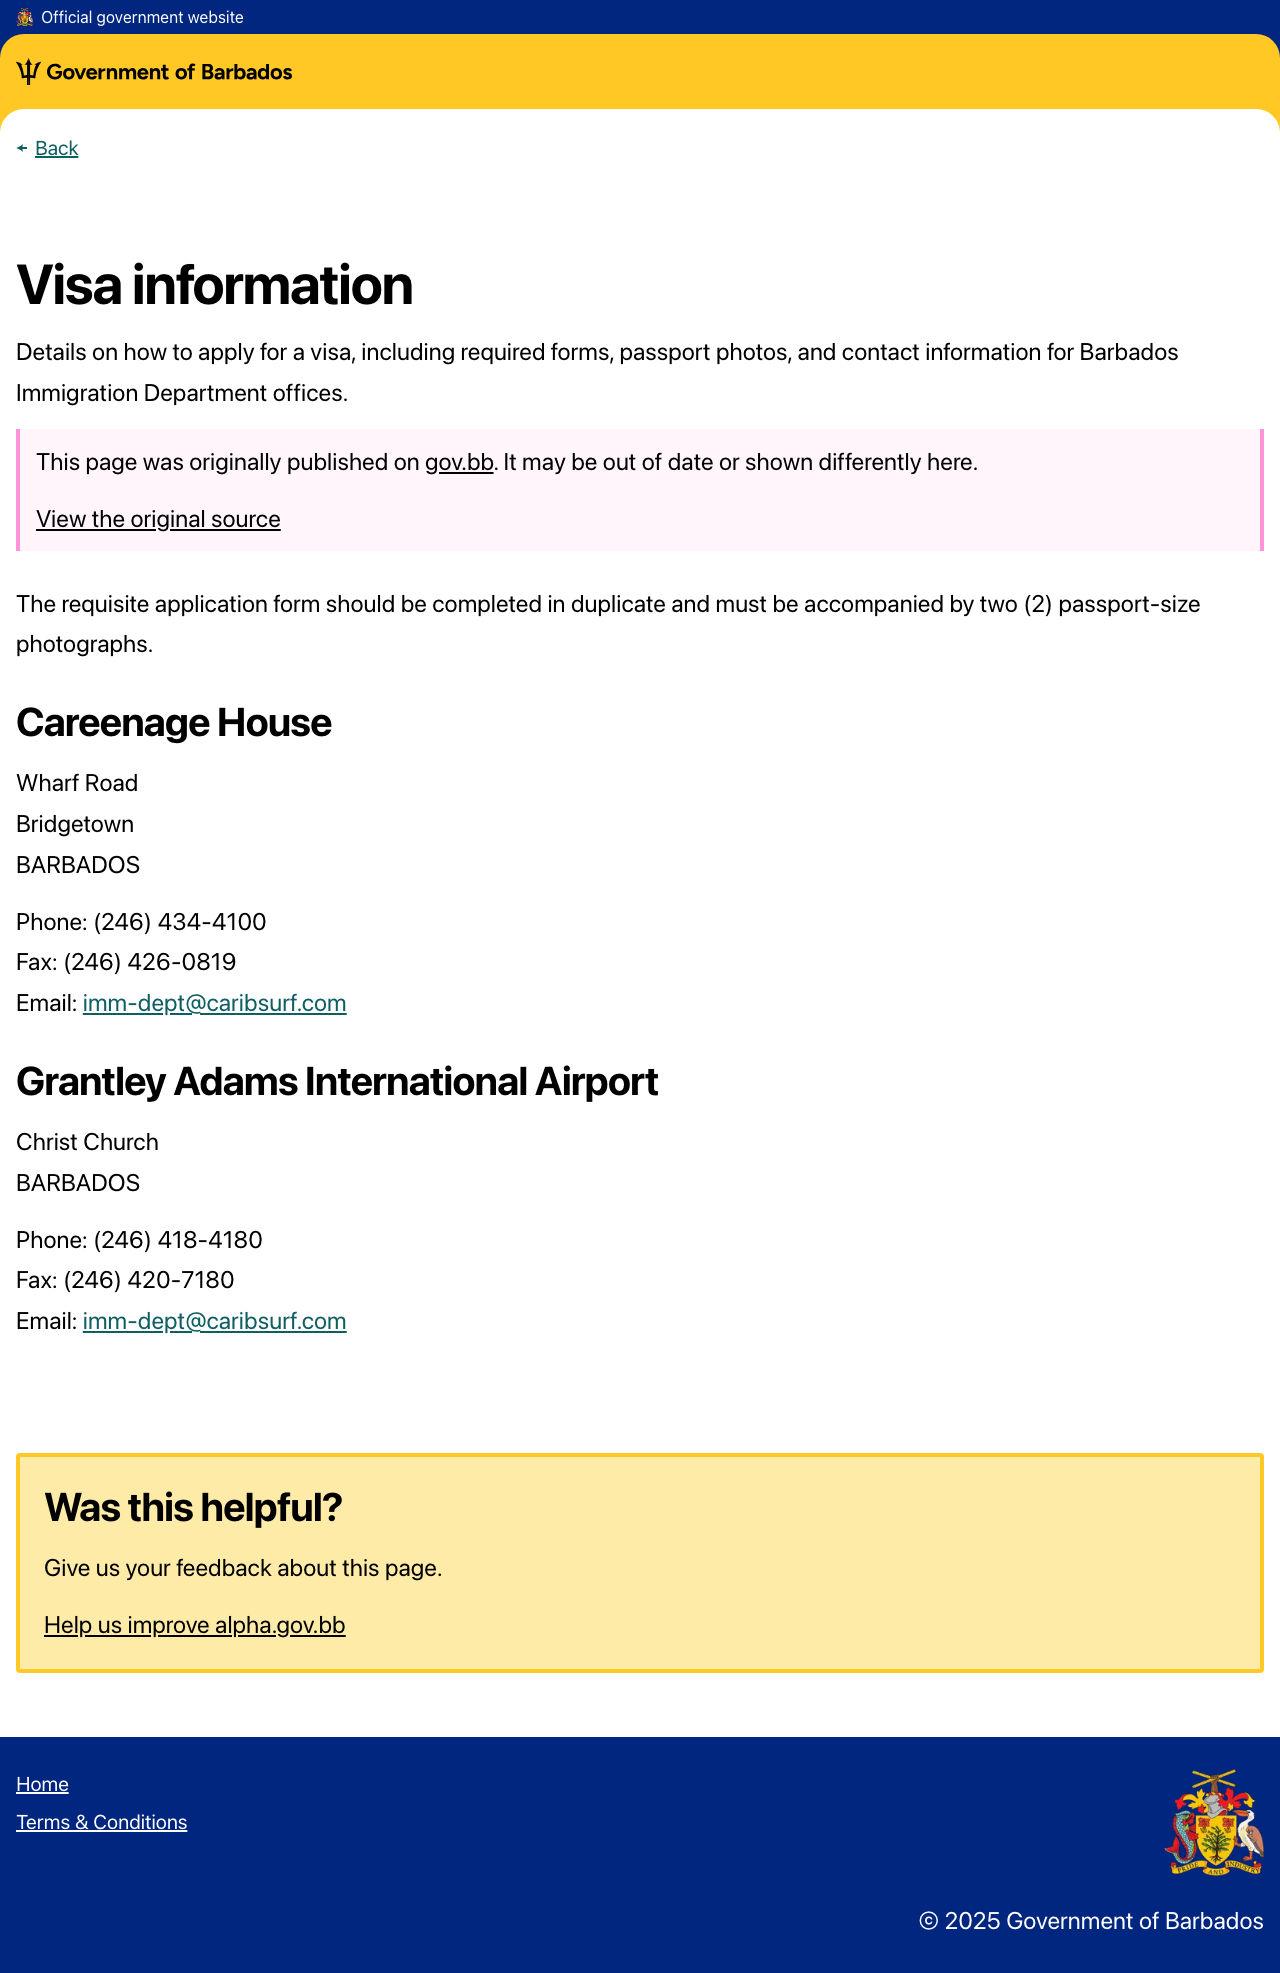 Official government website
Government of Barbados
Back
Visa information
Details on how to apply for a visa, including required forms, passport photos, and contact information for Barbados
Immigration Department offices.
This page was originally published on gov.bb. It may be out of date or shown differently here.
View the original source
The requisite application form should be completed in duplicate and must be accompanied by two (2) passport-size
photographs.
Careenage House
Wharf Road
Bridgetown
BARBADOS
Phone: (246) 434-4100
Fax: (246) 426-0819
Email: imm-dept@caribsurf.com
Grantley Adams International Airport
Christ Church
BARBADOS
Phone: (246) 418-4180
Fax: (246) 420-7180
Email: imm-dept@caribsurf.com
Was this helpful?
Give us your feedback about this page.
Help us improve alpha.gov.bb
Home
Terms & Conditions
PRIDE AND INDUSTRY
© 2025 Government of Barbados